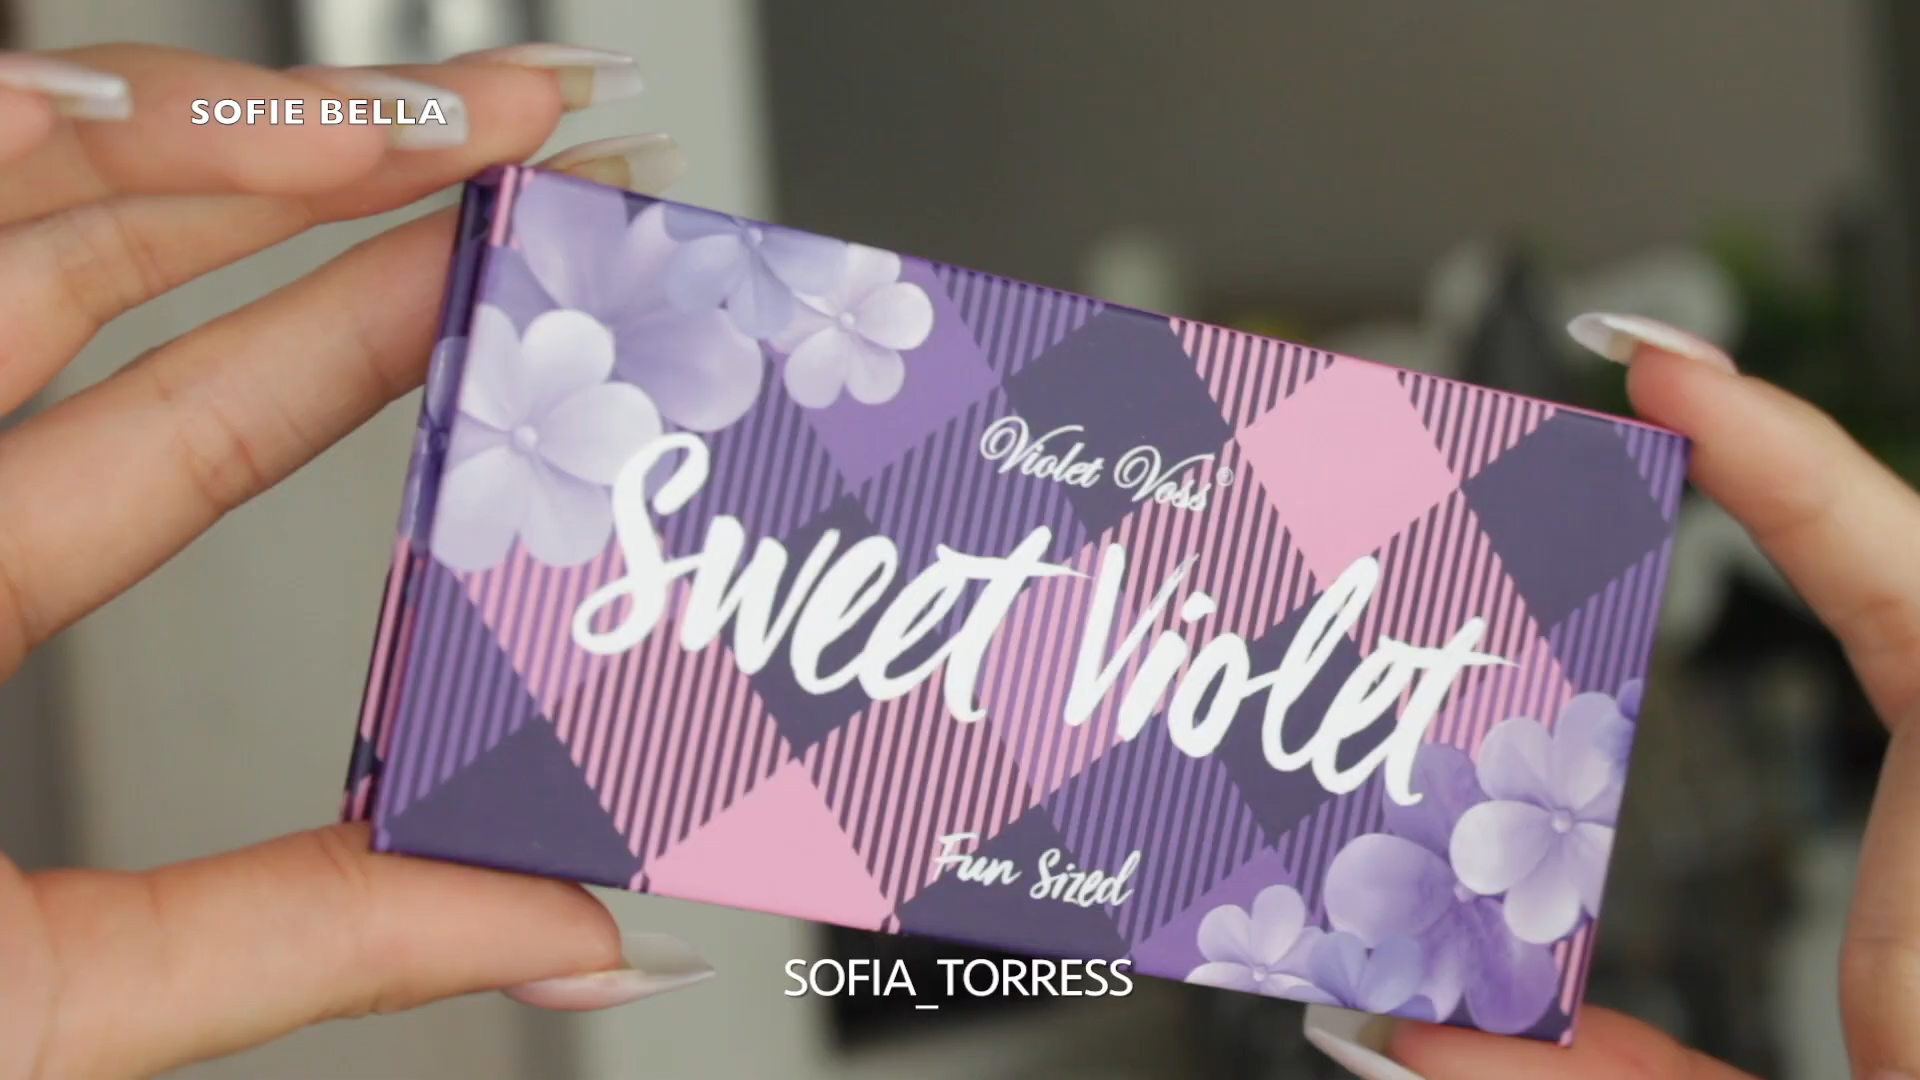 SOFIE BELLA
Violet Voss®
Sweet Violet
Fun Sized
SOFIA_TORRESS